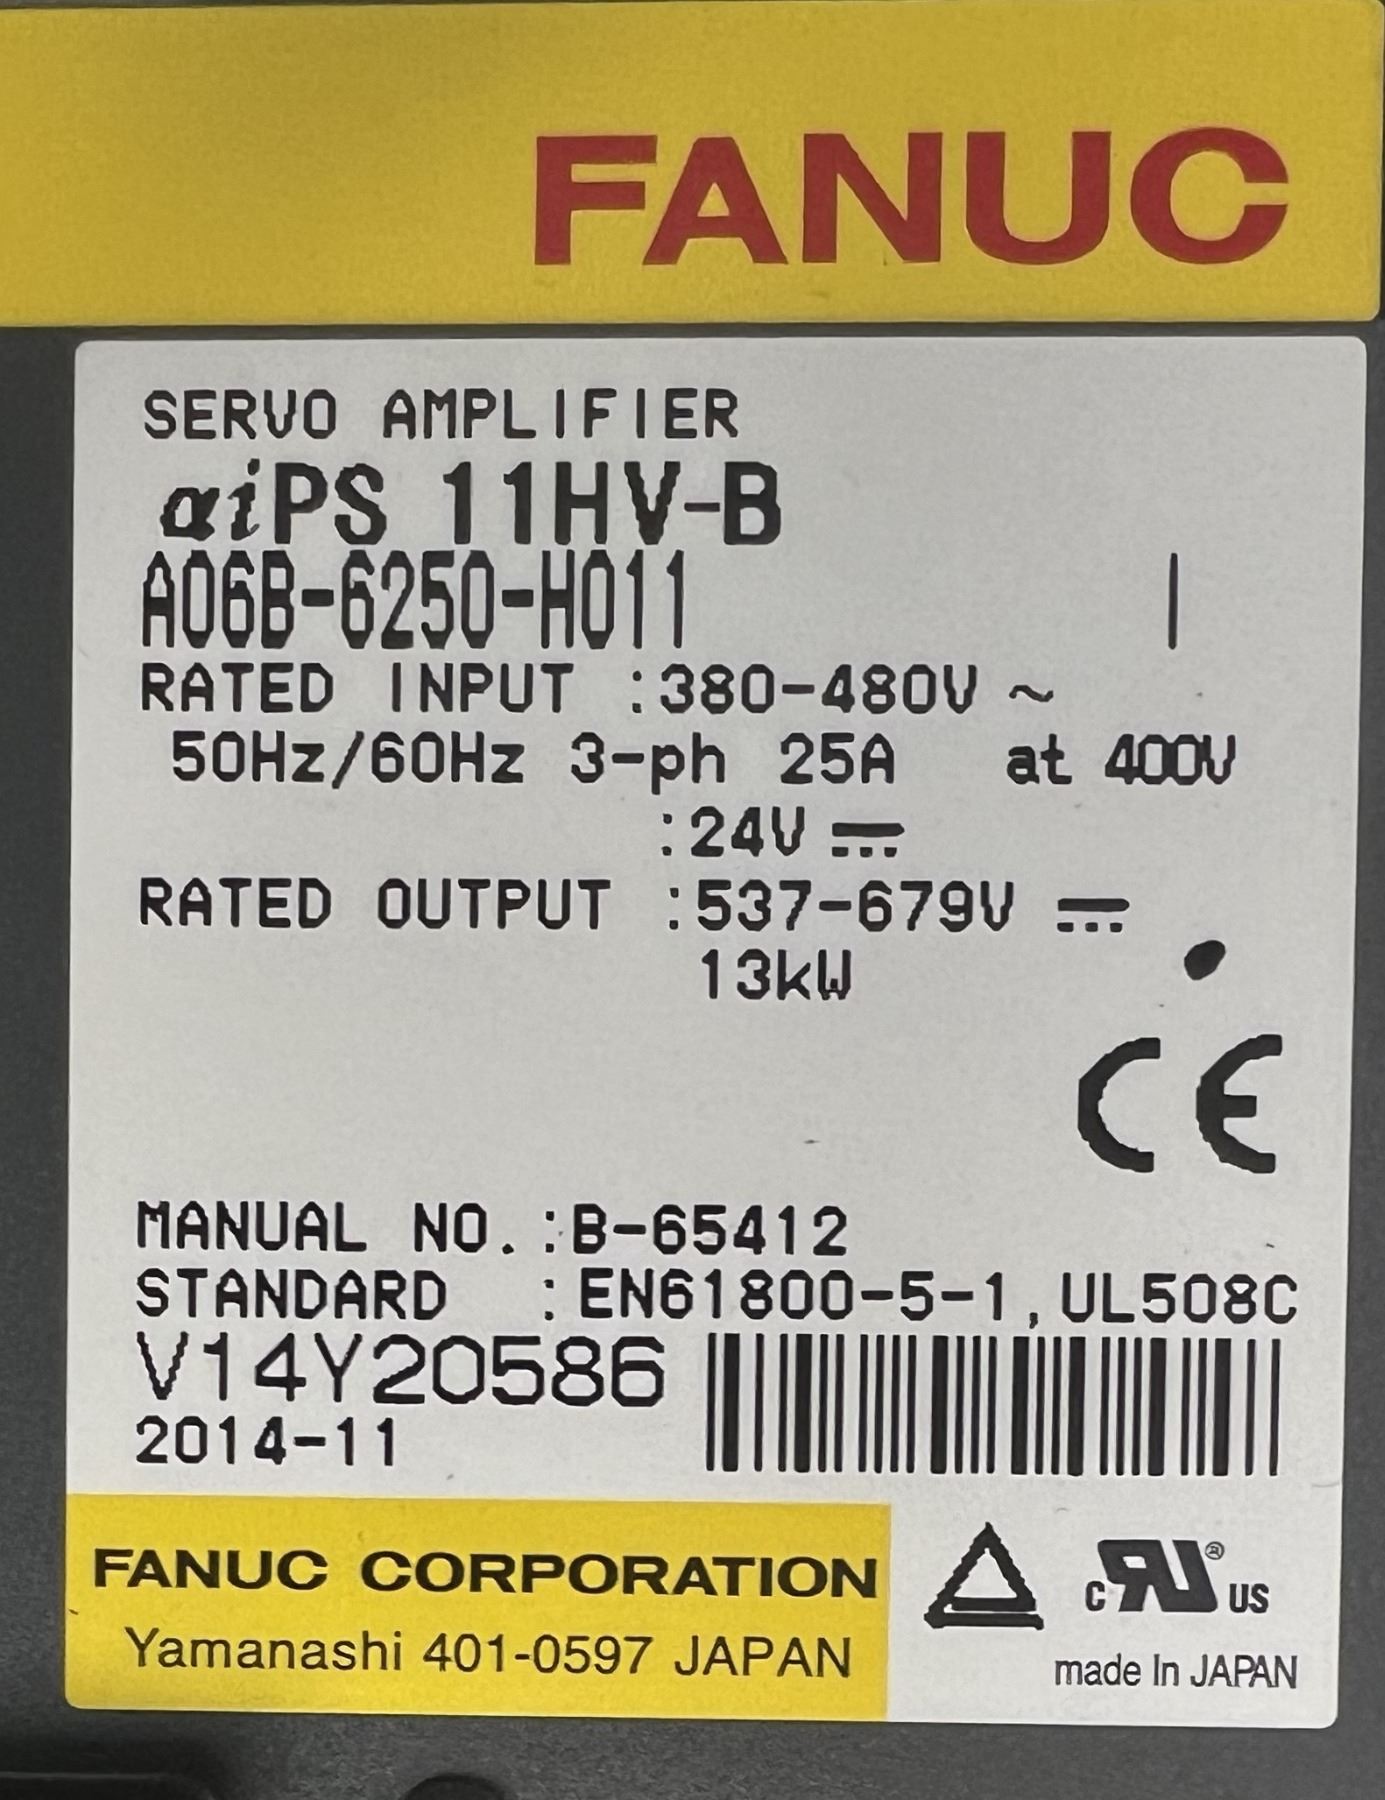 FANUC
SERVO AMPLIFIER
αiPS 11HV-B
A06B-6250-H011 |
RATED INPUT :380-480V ~
50Hz/60Hz 3-ph 25A at 400V
:24V ⎓
RATED OUTPUT :537-679V ⎓
13kW
CE
MANUAL NO.:B-65412
STANDARD :EN61800-5-1,UL508C
V14Y20586
2014-11
FANUC CORPORATION
Yamanashi 401-0597 JAPAN
c RU ® US
made In JAPAN